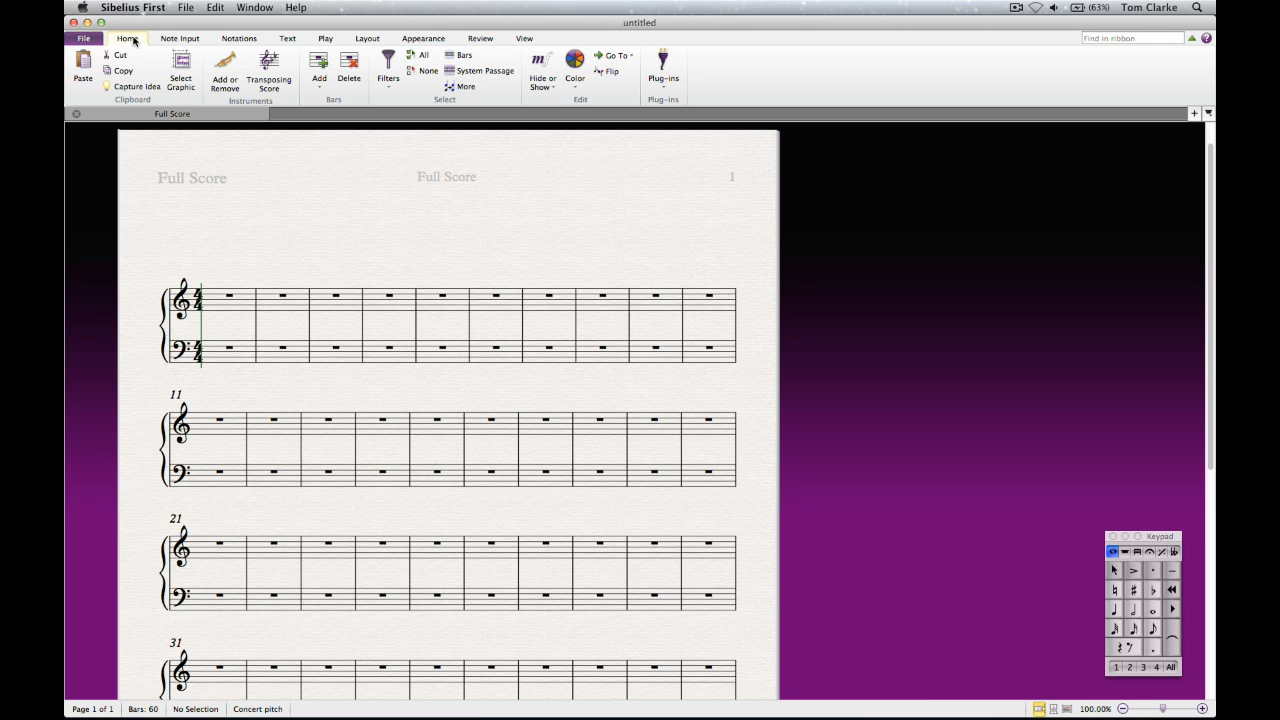 Sibelius First File Edit Window Help (63%) Tom Clarke
untitled
File Home Note Input Notations Text Play Layout Appearance Review View Find in ribbon
Paste
Cut
Copy
Capture Idea
Select
Graphic
Clipboard
Add or
Remove
Transposing
Score
Instruments
Add
Delete
Bars
Filters
All
None
Bars
System Passage
More
Select
Hide or
Show
Color
Go To
Flip
Edit
Plug-ins
Plug-ins
Full Score
Full Score Full Score 1
11
21
31
Keypad
1 2 3 4 All
Page 1 of 1 Bars: 60 No Selection Concert pitch 100.00%